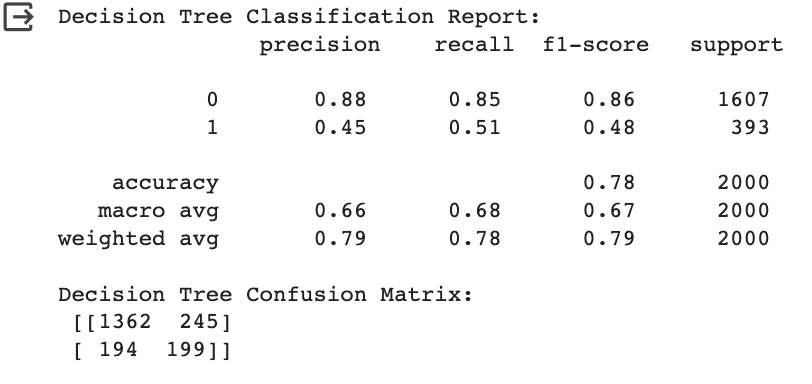 Decision Tree Classification Report:
              precision    recall  f1-score   support

           0       0.88      0.85      0.86      1607
           1       0.45      0.51      0.48       393

    accuracy                           0.78      2000
   macro avg       0.66      0.68      0.67      2000
weighted avg       0.79      0.78      0.79      2000

Decision Tree Confusion Matrix:
 [[1362  245]
 [ 194  199]]